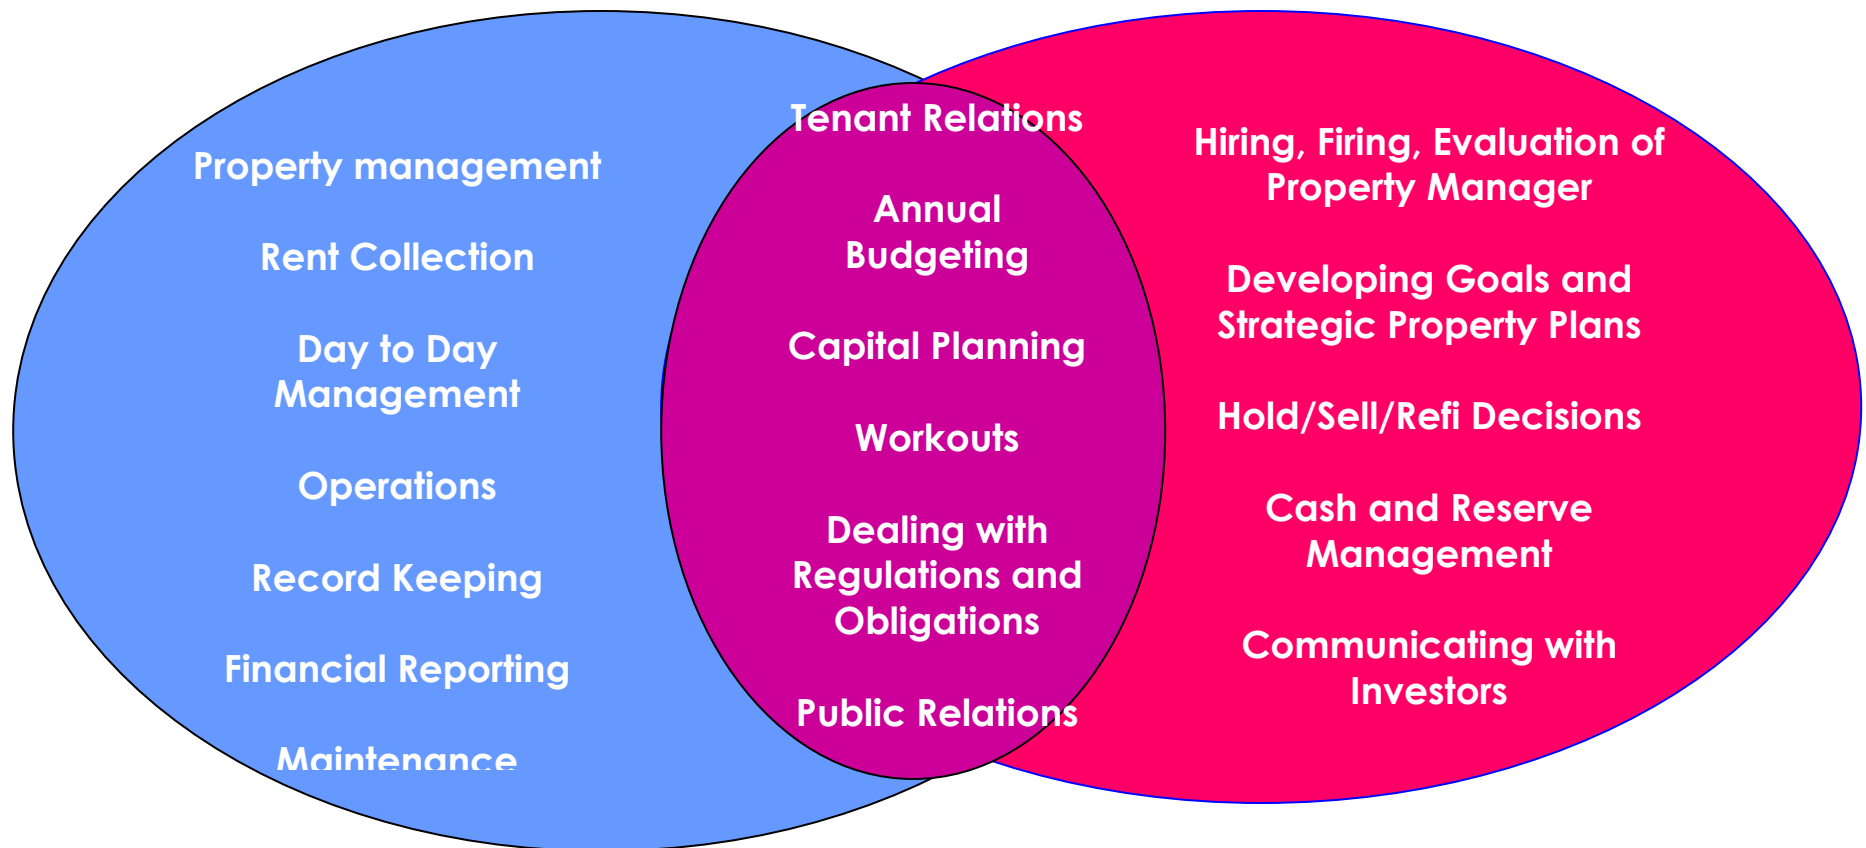 Property management
Rent Collection
Day to Day
Management
Operations
Record Keeping
Financial Reporting
Maintenance
Tenant Relations
Annual
Budgeting
Capital Planning
Workouts
Dealing with
Regulations and
Obligations
Public Relations
Hiring, Firing, Evaluation of
Property Manager
Developing Goals and
Strategic Property Plans
Hold/Sell/Refi Decisions
Cash and Reserve
Management
Communicating with
Investors